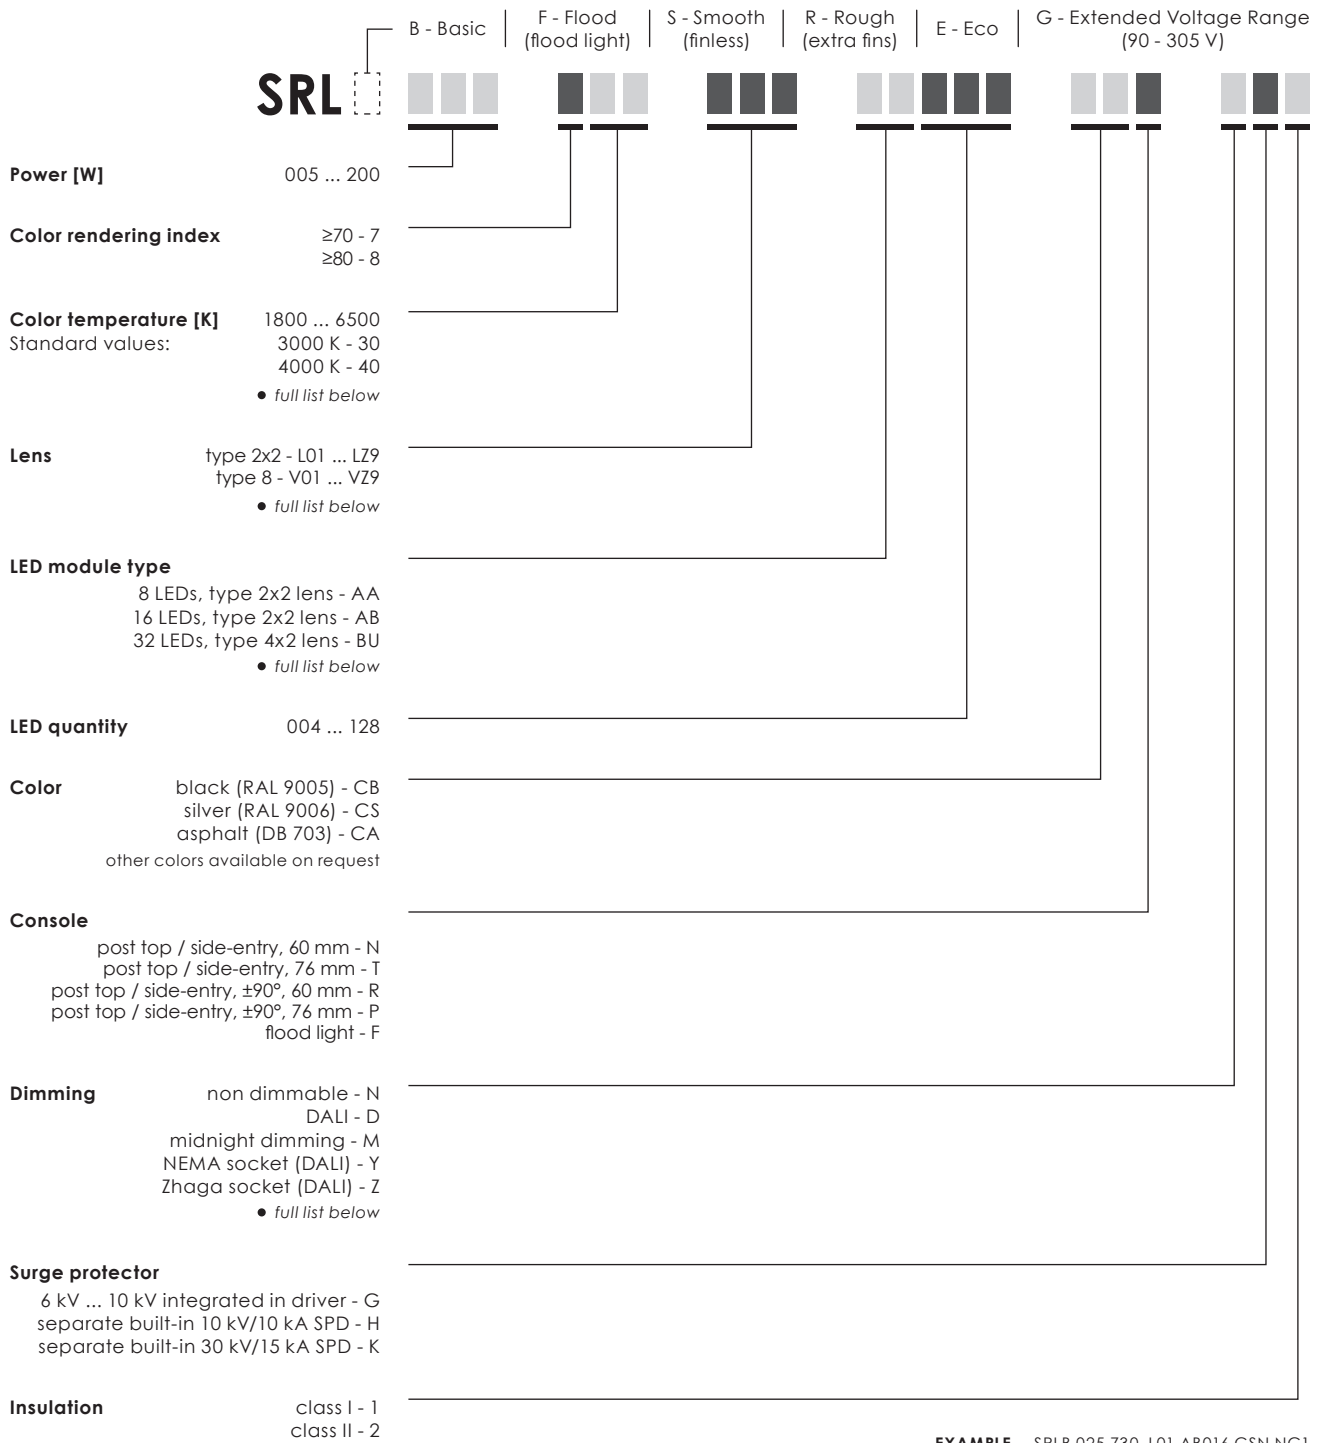 B - Basic
F - Flood
(flood light)
S - Smooth
(finless)
R - Rough
(extra fins)
E - Eco
G - Extended Voltage Range
(90 - 305 V)
SRL
Power [W] 005 ... 200
Color rendering index ≥70 - 7
≥80 - 8
Color temperature [K] 1800 ... 6500
Standard values: 3000 K - 30
4000 K - 40
● full list below
Lens type 2x2 - L01 ... LZ9
type 8 - V01 ... VZ9
● full list below
LED module type
8 LEDs, type 2x2 lens - AA
16 LEDs, type 2x2 lens - AB
32 LEDs, type 4x2 lens - BU
● full list below
LED quantity 004 ... 128
Color black (RAL 9005) - CB
silver (RAL 9006) - CS
asphalt (DB 703) - CA
other colors available on request
Console
post top / side-entry, 60 mm - N
post top / side-entry, 76 mm - T
post top / side-entry, ±90°, 60 mm - R
post top / side-entry, ±90°, 76 mm - P
flood light - F
Dimming non dimmable - N
DALI - D
midnight dimming - M
NEMA socket (DALI) - Y
Zhaga socket (DALI) - Z
● full list below
Surge protector
6 kV ... 10 kV integrated in driver - G
separate built-in 10 kV/10 kA SPD - H
separate built-in 30 kV/15 kA SPD - K
Insulation class I - 1
class II - 2
EXAMPLE SRLB 025 730 L01 AB016 CSN NG1